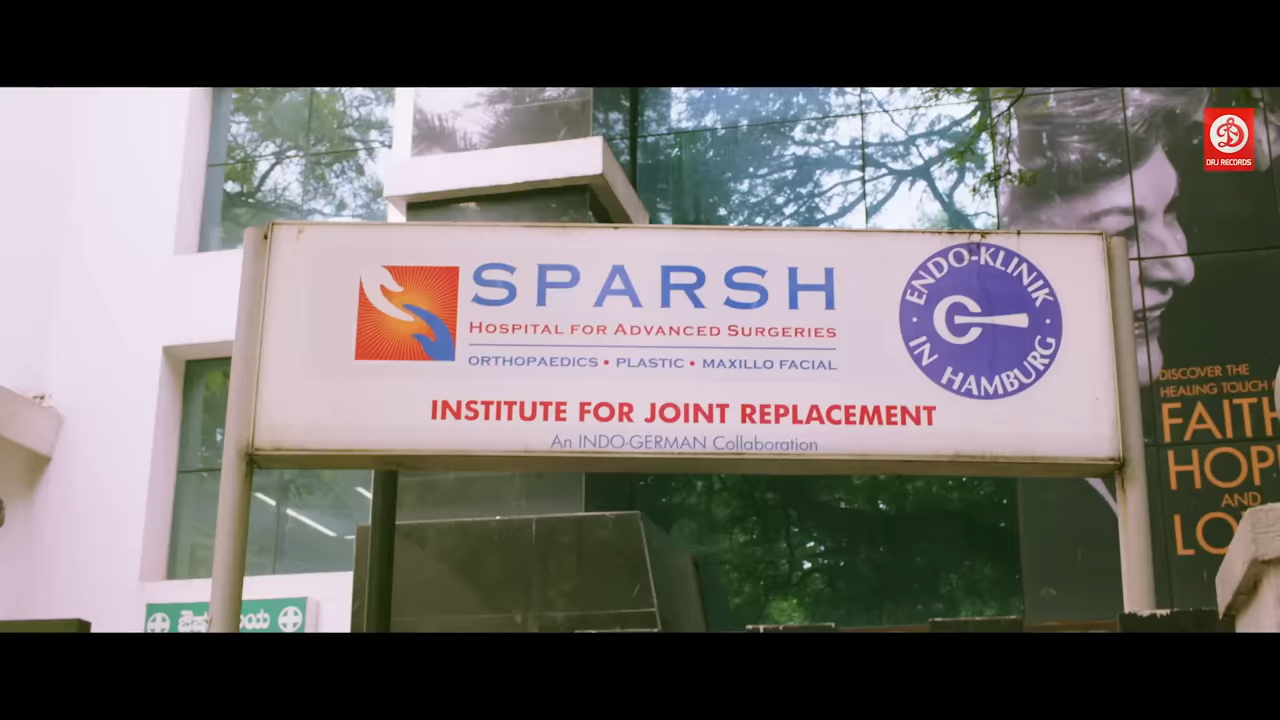 DRJ RECORDS
SPARSH
HOSPITAL FOR ADVANCED SURGERIES
ORTHOPAEDICS • PLASTIC • MAXILLO FACIAL
INSTITUTE FOR JOINT REPLACEMENT
An INDO-GERMAN Collaboration
· ENDO-KLINIK ·
IN HAMBURG
DISCOVER THE
HEALING TOUCH
FAITH
HOP
AND
LO